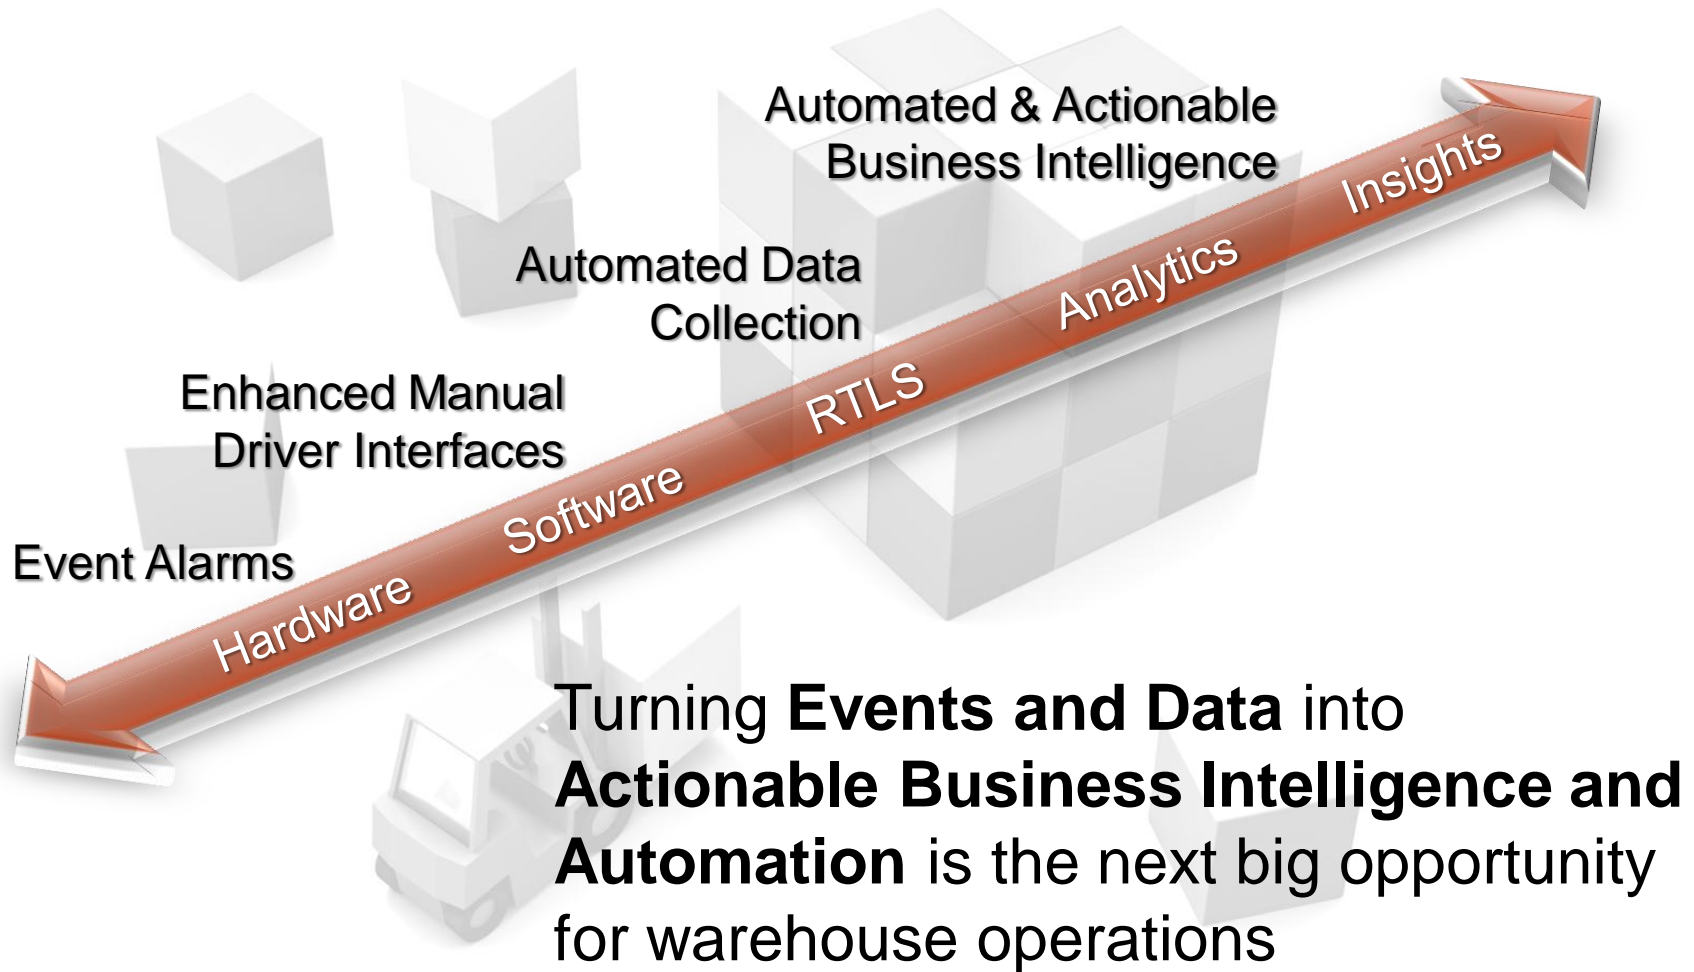 Automated & Actionable
Business Intelligence
Insights
Automated Data
Collection
Analytics
Enhanced Manual
Driver Interfaces
RTLS
Software
Event Alarms
Hardware
Turning Events and Data into
Actionable Business Intelligence and
Automation is the next big opportunity
for warehouse operations